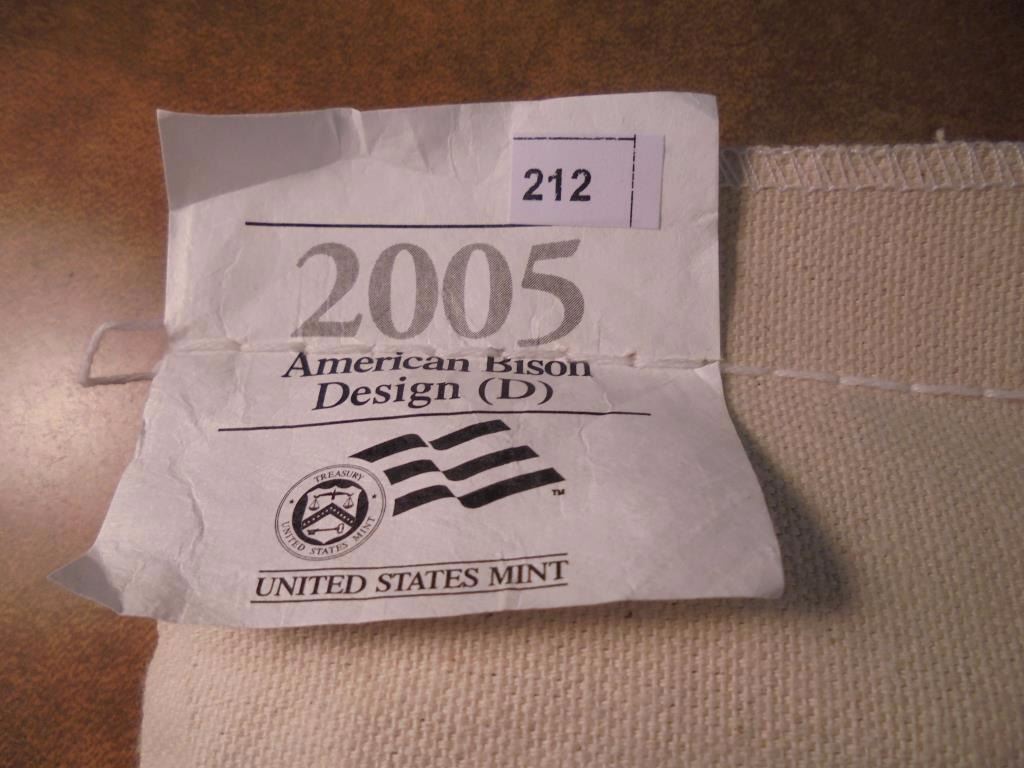 212
2005
American Bison
Design (D)
TREASURY
UNITED STATES MINT
TM
UNITED STATES MINT